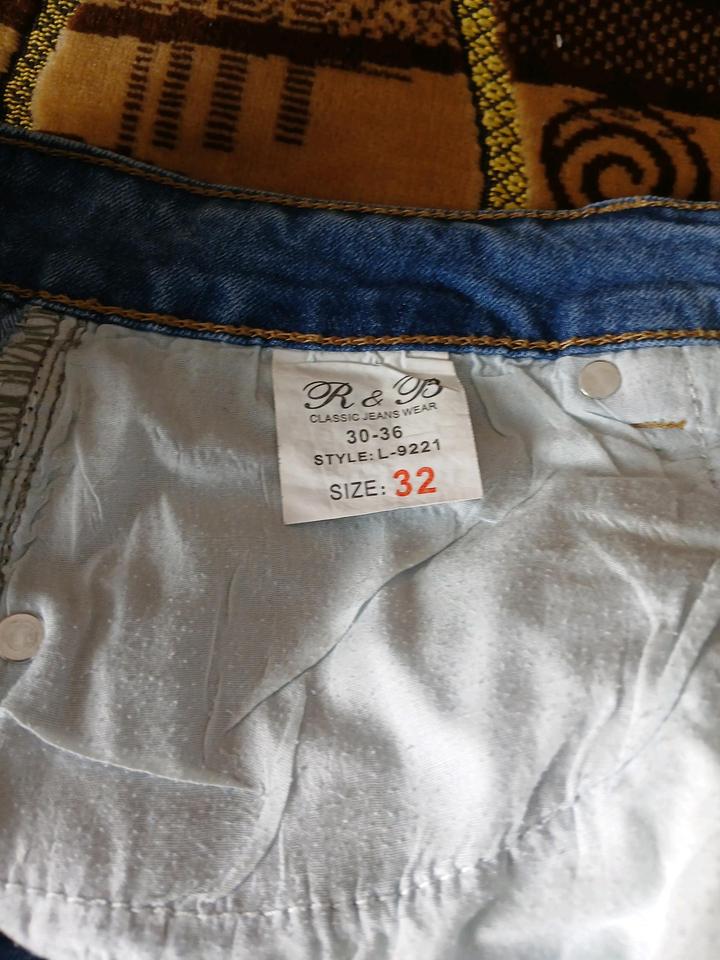 R & B
CLASSIC JEANS WEAR
30-36
STYLE: L-9221
SIZE: 32